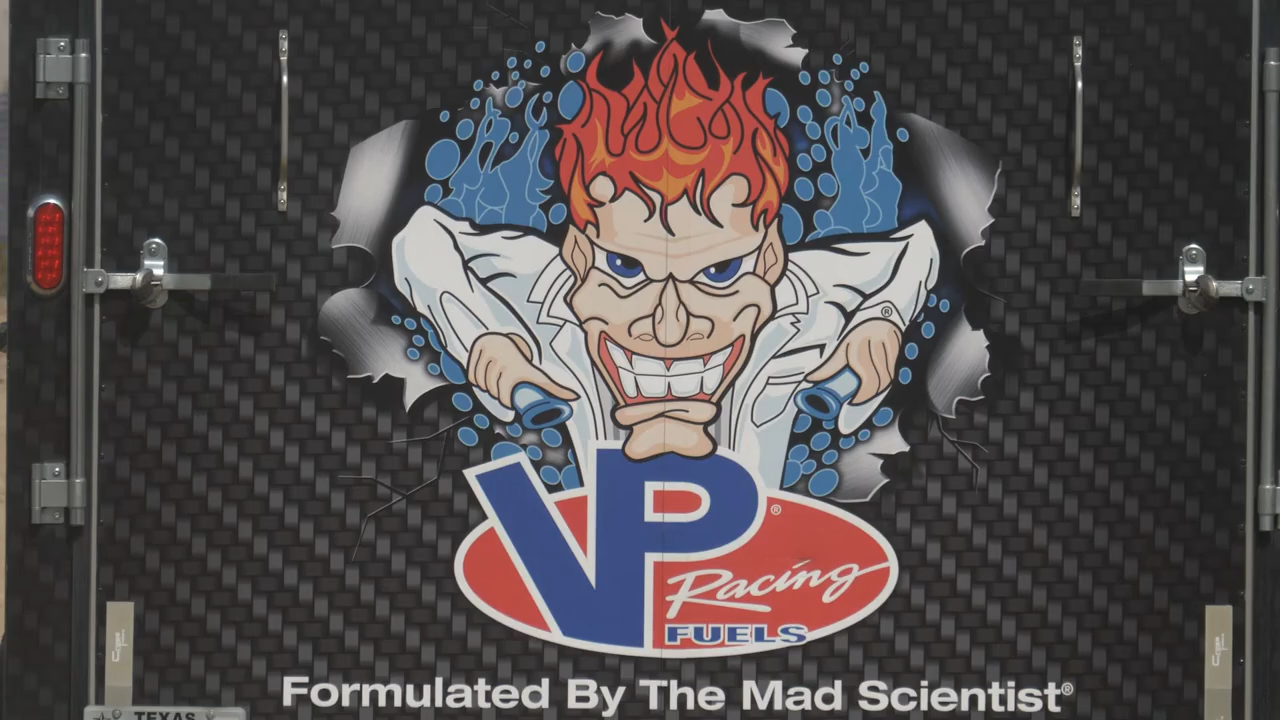 ®
VP®
Racing
FUELS
Formulated By The Mad Scientist®
TEXAS